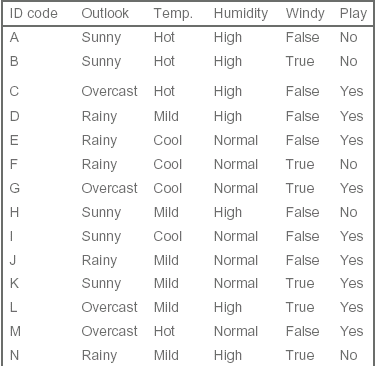 ID code Outlook Temp. Humidity Windy Play
A Sunny Hot High False No
B Sunny Hot High True No
C Overcast Hot High False Yes
D Rainy Mild High False Yes
E Rainy Cool Normal False Yes
F Rainy Cool Normal True No
G Overcast Cool Normal True Yes
H Sunny Mild High False No
I Sunny Cool Normal False Yes
J Rainy Mild Normal False Yes
K Sunny Mild Normal True Yes
L Overcast Mild High True Yes
M Overcast Hot Normal False Yes
N Rainy Mild High True No